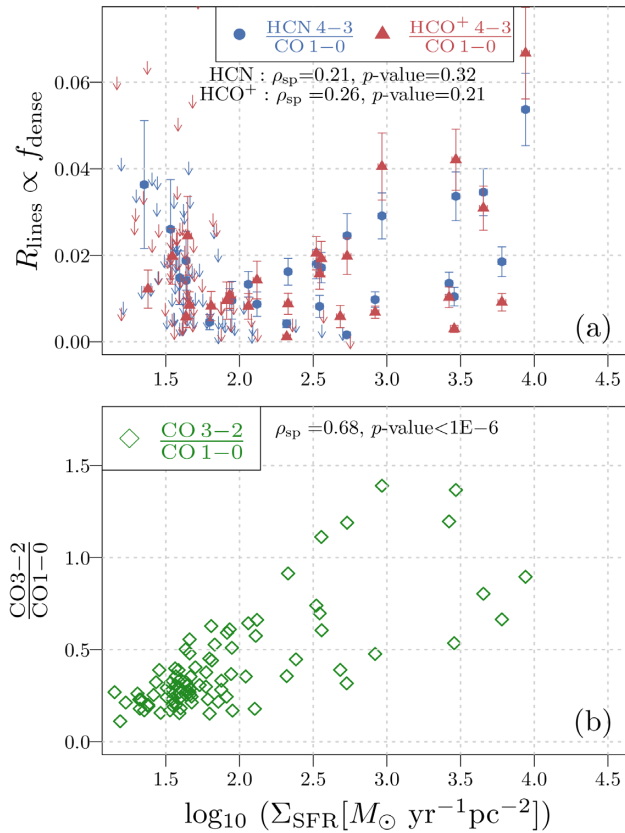 HCN 4−3 / CO 1−0   HCO⁺ 4−3 / CO 1−0
HCN : ρsp=0.21, p-value=0.32
HCO⁺ : ρsp =0.26, p-value=0.21
R_lines ∝ f_dense
0.06
0.04
0.02
0.00
(a)
1.5 2.0 2.5 3.0 3.5 4.0 4.5
CO 3−2 / CO 1−0
ρsp =0.68, p-value<1E−6
CO3−2 / CO1−0
1.5
1.0
0.5
0.0
(b)
1.5 2.0 2.5 3.0 3.5 4.0 4.5
log₁₀ (Σ_SFR[M⊙ yr⁻¹pc⁻²])